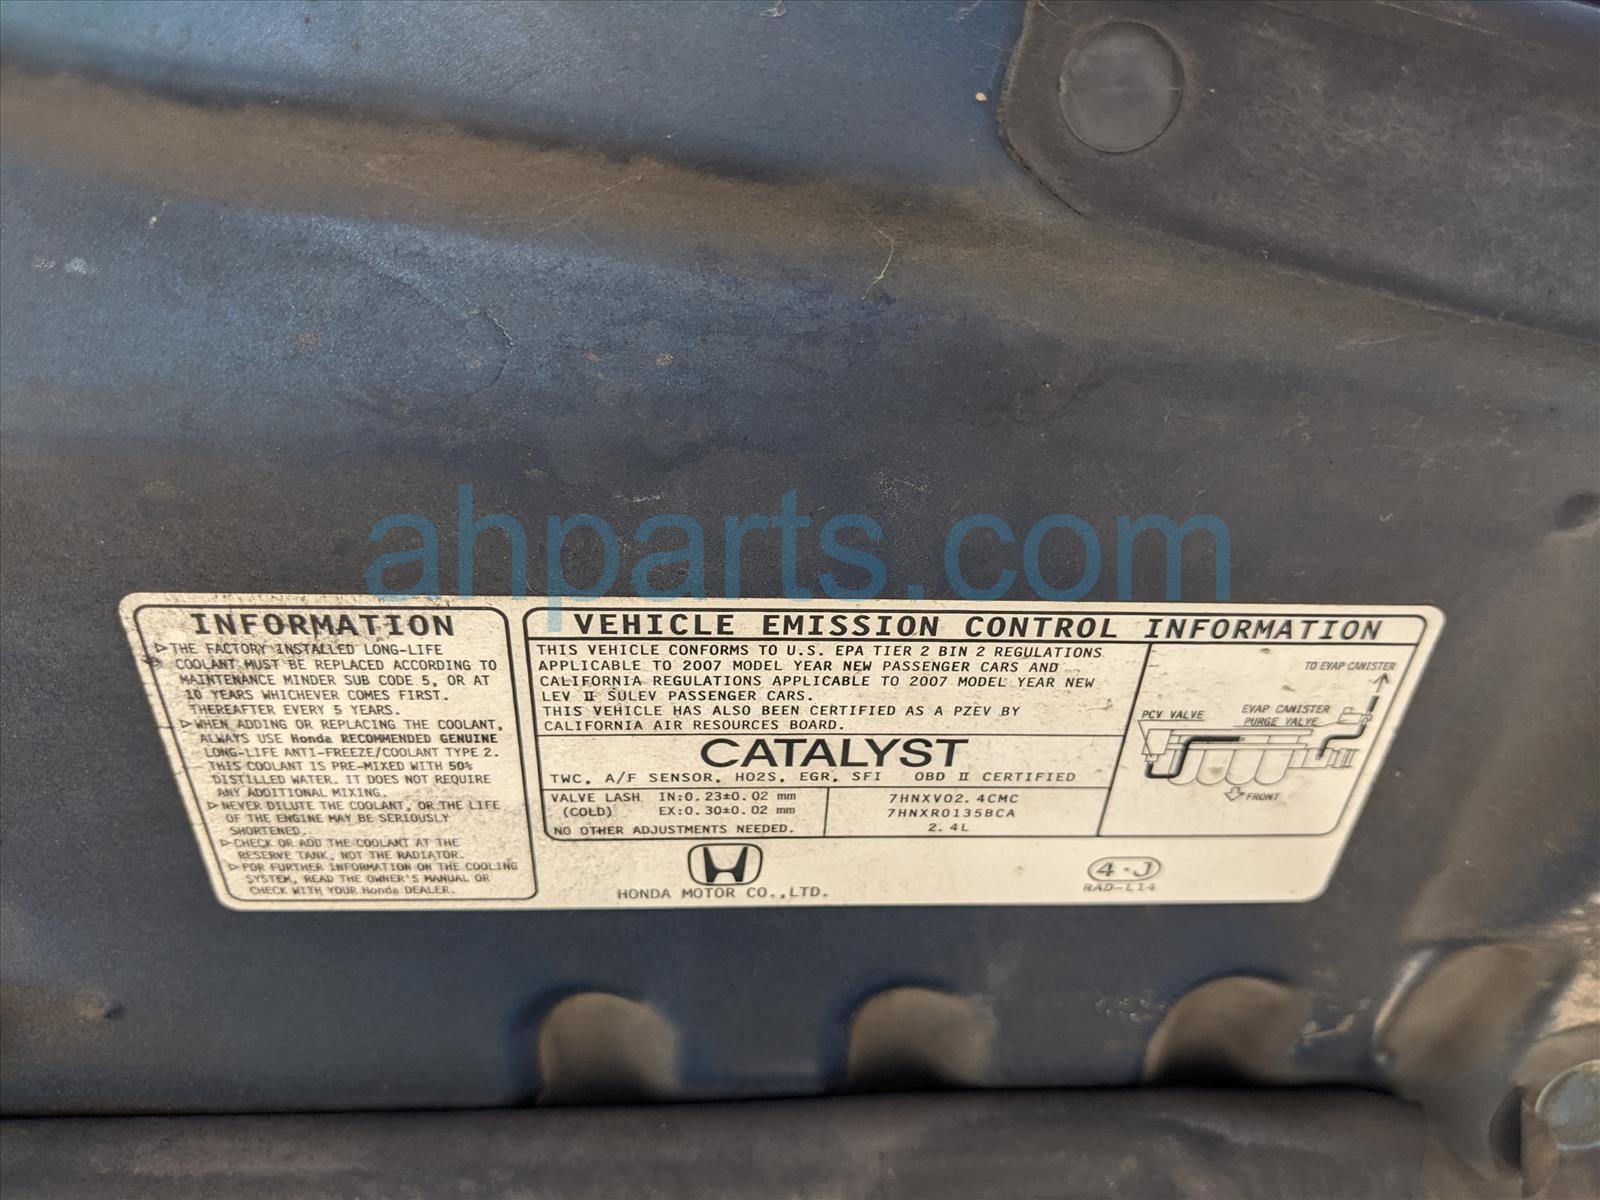 ahparts.com
INFORMATION
▷THE FACTORY INSTALLED LONG-LIFE
COOLANT MUST BE REPLACED ACCORDING TO
MAINTENANCE MINDER SUB CODE 5, OR AT
10 YEARS WHICHEVER COMES FIRST.
THEREAFTER EVERY 5 YEARS.
▷WHEN ADDING OR REPLACING THE COOLANT,
ALWAYS USE Honda RECOMMENDED GENUINE
LONG-LIFE ANTI-FREEZE/COOLANT TYPE 2.
THIS COOLANT IS PRE-MIXED WITH 50%
DISTILLED WATER. IT DOES NOT REQUIRE
ANY ADDITIONAL MIXING.
▷NEVER DILUTE THE COOLANT, OR THE LIFE
OF THE ENGINE MAY BE SERIOUSLY
SHORTENED.
▷CHECK OR ADD THE COOLANT AT THE
RESERVE TANK, NOT THE RADIATOR.
▷FOR FURTHER INFORMATION ON THE COOLING
SYSTEM, READ THE OWNER'S MANUAL OR
CHECK WITH YOUR Honda DEALER.
VEHICLE EMISSION CONTROL INFORMATION
THIS VEHICLE CONFORMS TO U.S. EPA TIER 2 BIN 2 REGULATIONS
APPLICABLE TO 2007 MODEL YEAR NEW PASSENGER CARS AND
CALIFORNIA REGULATIONS APPLICABLE TO 2007 MODEL YEAR NEW
LEV II SULEV PASSENGER CARS.
THIS VEHICLE HAS ALSO BEEN CERTIFIED AS A PZEV BY
CALIFORNIA AIR RESOURCES BOARD.
CATALYST
TWC, A/F SENSOR, HO2S, EGR, SFI OBD II CERTIFIED
VALVE LASH IN:0.23±0.02 mm
(COLD) EX:0.30±0.02 mm
NO OTHER ADJUSTMENTS NEEDED.
7HNXV02.4CMC
7HNXR0135BCA
2.4L
TO EVAP CANISTER
PCV VALVE
EVAP CANISTER
PURGE VALVE
FRONT
HONDA MOTOR CO.,LTD.
4·J
RAD-L14